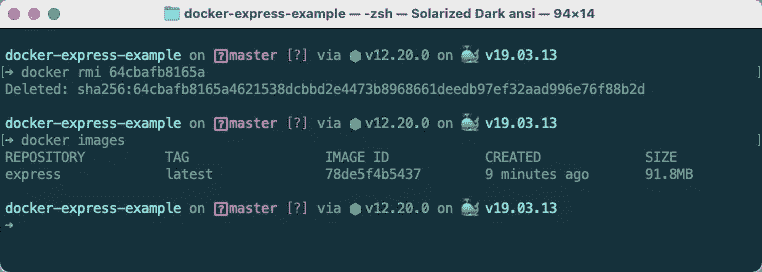 docker-express-example — -zsh — Solarized Dark ansi — 94×14
docker-express-example on master [?] via v12.20.0 on v19.03.13
[→ docker rmi 64cbafb8165a ]
Deleted: sha256:64cbafb8165a4621538dcbbd2e4473b8968661deedb97ef32aad996e76f88b2d
docker-express-example on master [?] via v12.20.0 on v19.03.13
[→ docker images ]
REPOSITORY TAG IMAGE ID CREATED SIZE
express latest 78de5f4b5437 9 minutes ago 91.8MB
docker-express-example on master [?] via v12.20.0 on v19.03.13
→